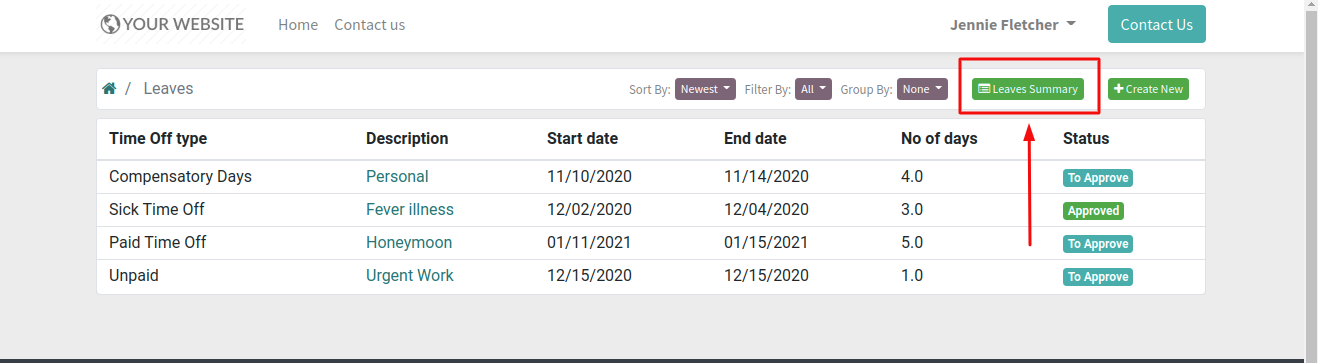 YOUR WEBSITE Home Contact us Jennie Fletcher Contact Us
/ Leaves Sort By: Newest Filter By: All Group By: None Leaves Summary Create New
Time Off type Description Start date End date No of days Status
Compensatory Days Personal 11/10/2020 11/14/2020 4.0 To Approve
Sick Time Off Fever illness 12/02/2020 12/04/2020 3.0 Approved
Paid Time Off Honeymoon 01/11/2021 01/15/2021 5.0 To Approve
Unpaid Urgent Work 12/15/2020 12/15/2020 1.0 To Approve